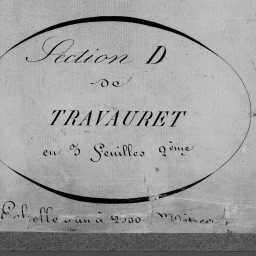 Section D
de
TRAVAURET
en 3 Feuilles 2ème
Echelle d'un à 2500 Mètres